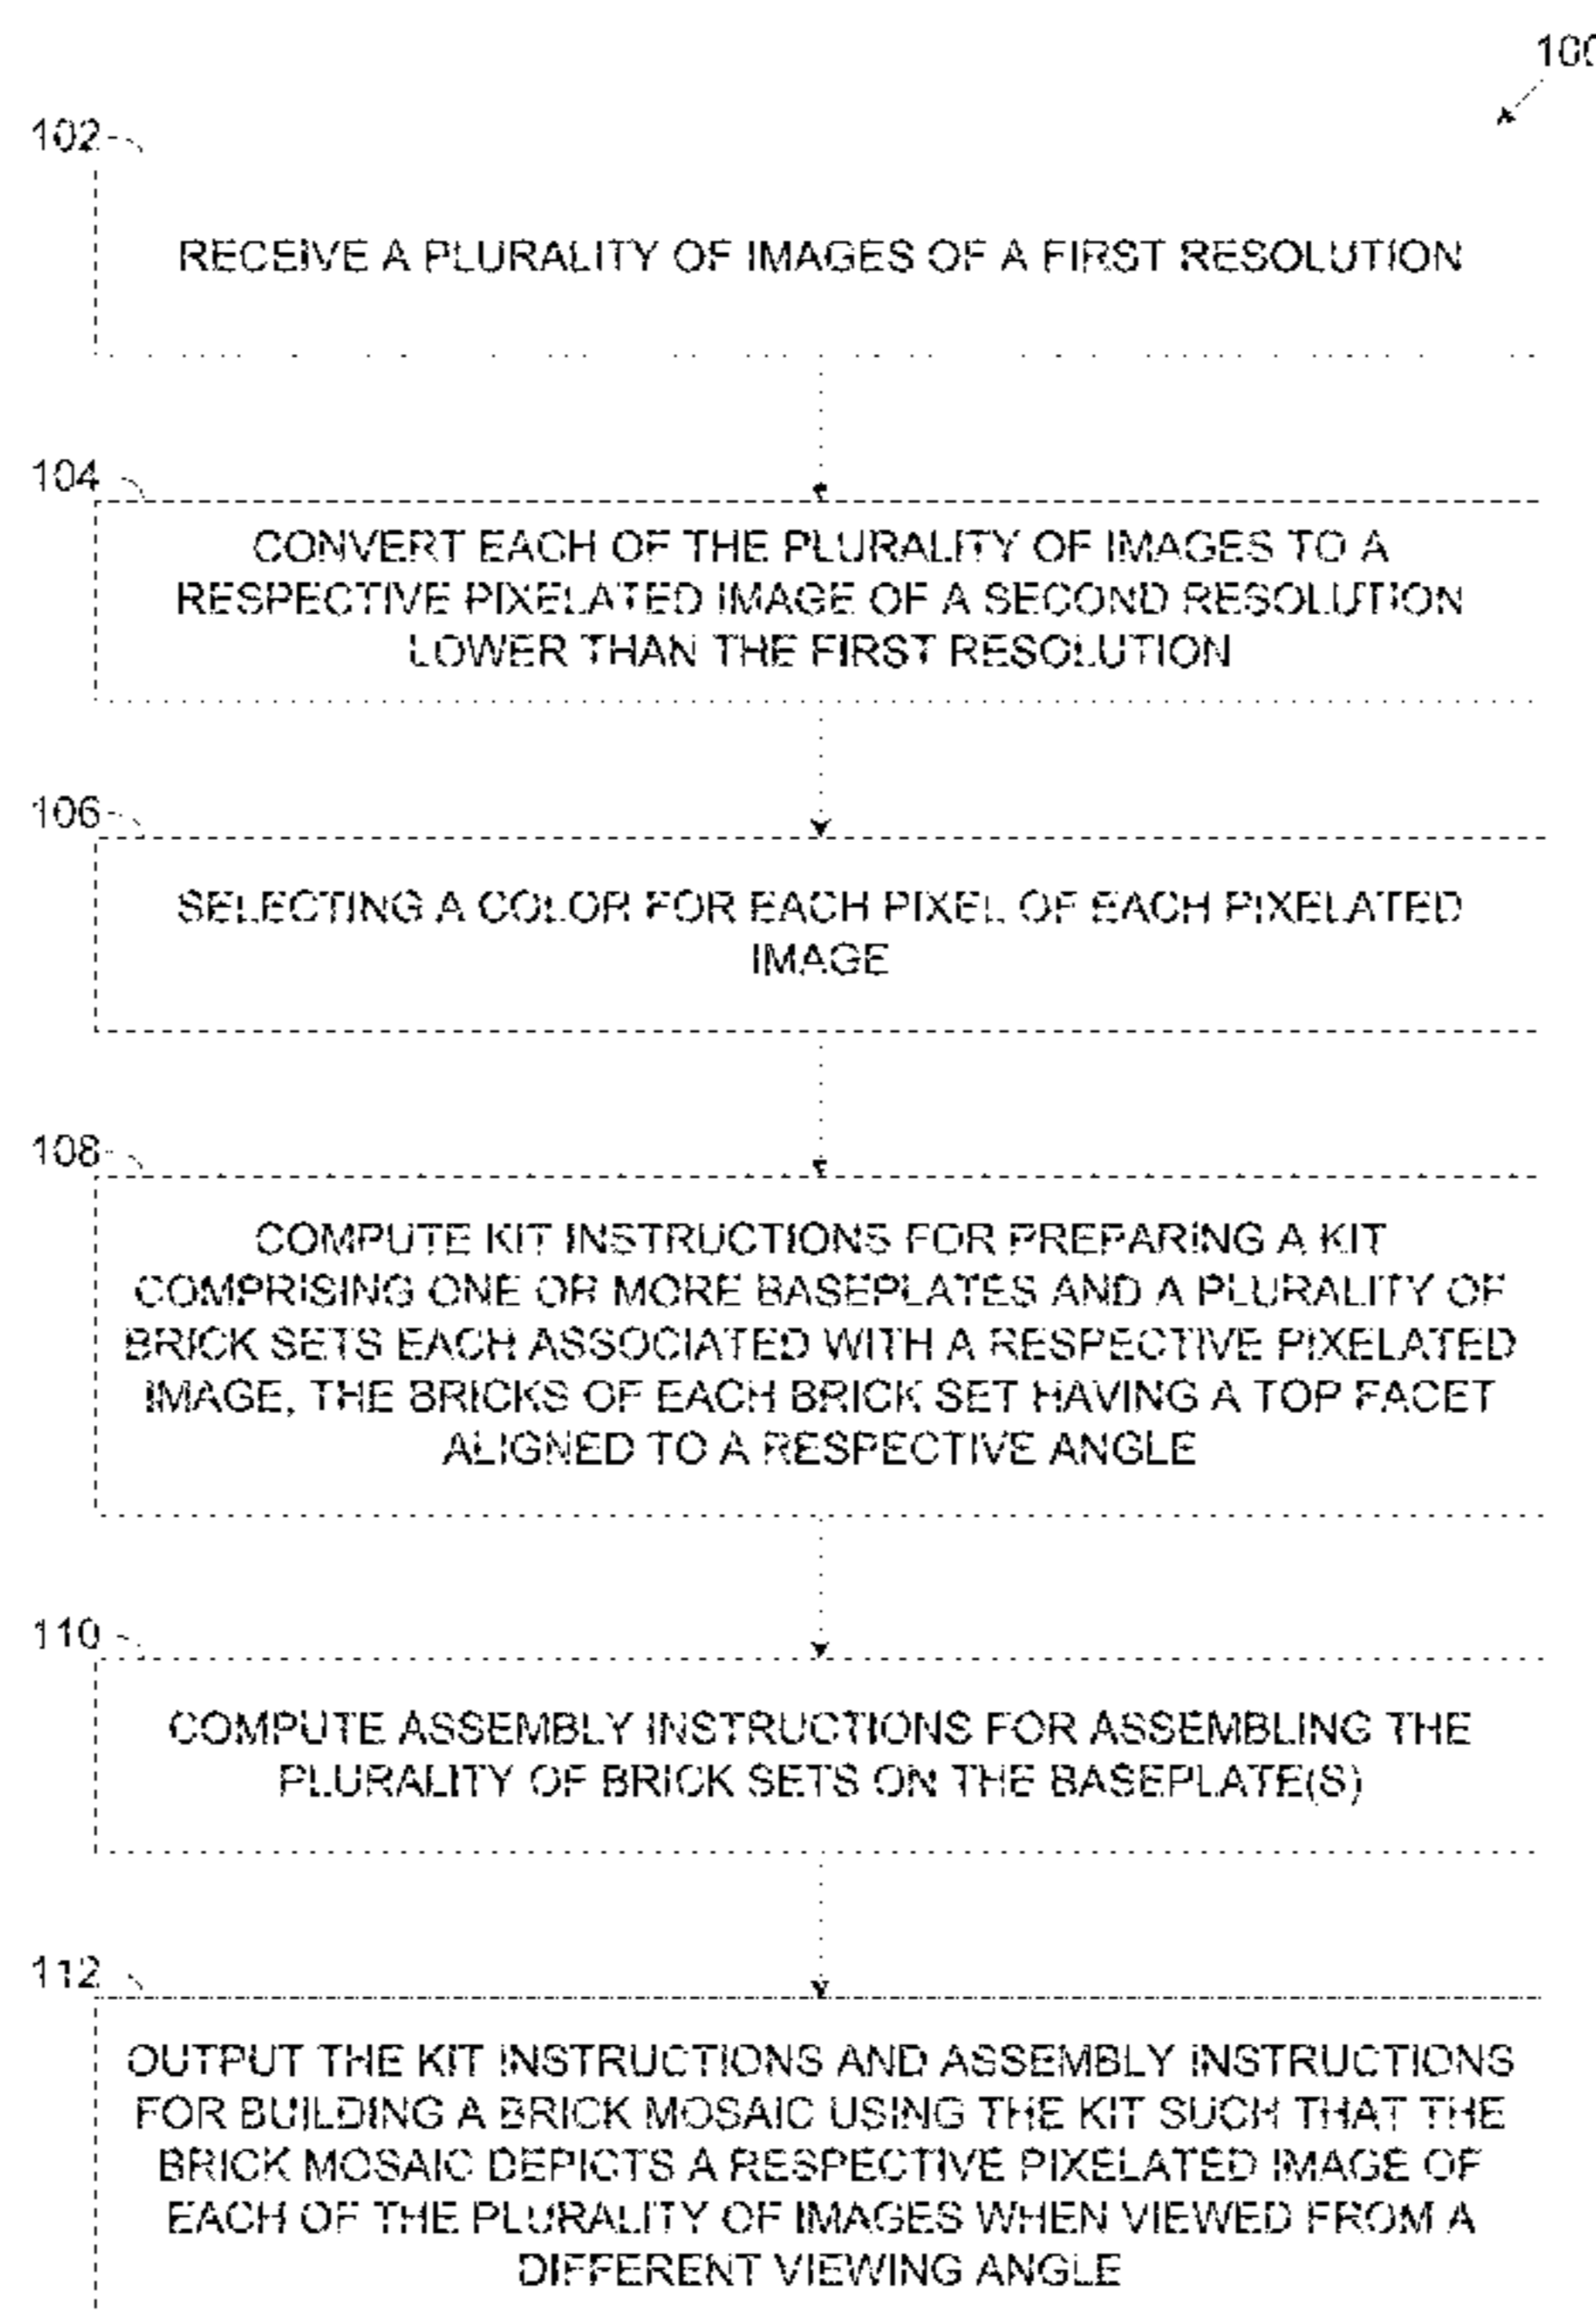 100
102
RECEIVE A PLURALITY OF IMAGES OF A FIRST RESOLUTION
104
CONVERT EACH OF THE PLURALITY OF IMAGES TO A
RESPECTIVE PIXELATED IMAGE OF A SECOND RESOLUTION
LOWER THAN THE FIRST RESOLUTION
106
SELECTING A COLOR FOR EACH PIXEL OF EACH PIXELATED
IMAGE
108
COMPUTE KIT INSTRUCTIONS FOR PREPARING A KIT
COMPRISING ONE OR MORE BASEPLATES AND A PLURALITY OF
BRICK SETS EACH ASSOCIATED WITH A RESPECTIVE PIXELATED
IMAGE, THE BRICKS OF EACH BRICK SET HAVING A TOP FACET
ALIGNED TO A RESPECTIVE ANGLE
110
COMPUTE ASSEMBLY INSTRUCTIONS FOR ASSEMBLING THE
PLURALITY OF BRICK SETS ON THE BASEPLATE(S)
112
OUTPUT THE KIT INSTRUCTIONS AND ASSEMBLY INSTRUCTIONS
FOR BUILDING A BRICK MOSAIC USING THE KIT SUCH THAT THE
BRICK MOSAIC DEPICTS A RESPECTIVE PIXELATED IMAGE OF
EACH OF THE PLURALITY OF IMAGES WHEN VIEWED FROM A
DIFFERENT VIEWING ANGLE